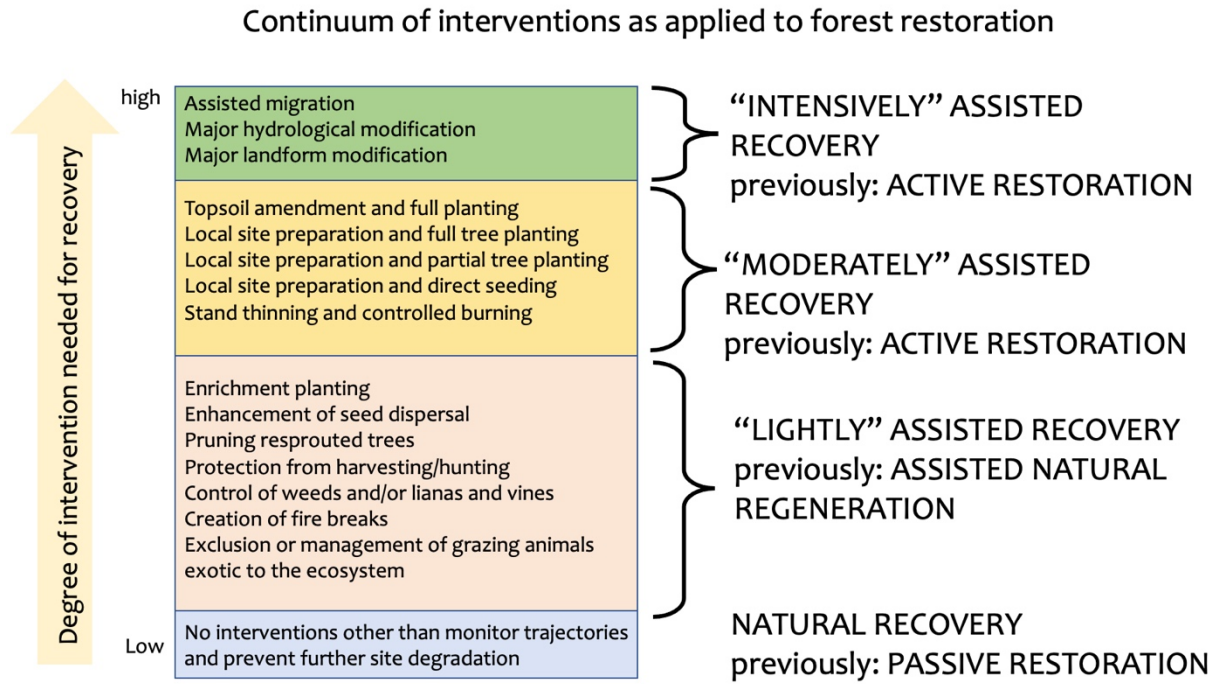 Continuum of interventions as applied to forest restoration
Degree of intervention needed for recovery
high
Low
Assisted migration
Major hydrological modification
Major landform modification
Topsoil amendment and full planting
Local site preparation and full tree planting
Local site preparation and partial tree planting
Local site preparation and direct seeding
Stand thinning and controlled burning
Enrichment planting
Enhancement of seed dispersal
Pruning resprouted trees
Protection from harvesting/hunting
Control of weeds and/or lianas and vines
Creation of fire breaks
Exclusion or management of grazing animals
exotic to the ecosystem
No interventions other than monitor trajectories
and prevent further site degradation
“INTENSIVELY” ASSISTED
RECOVERY
previously: ACTIVE RESTORATION
“MODERATELY” ASSISTED
RECOVERY
previously: ACTIVE RESTORATION
“LIGHTLY” ASSISTED RECOVERY
previously: ASSISTED NATURAL
REGENERATION
NATURAL RECOVERY
previously: PASSIVE RESTORATION